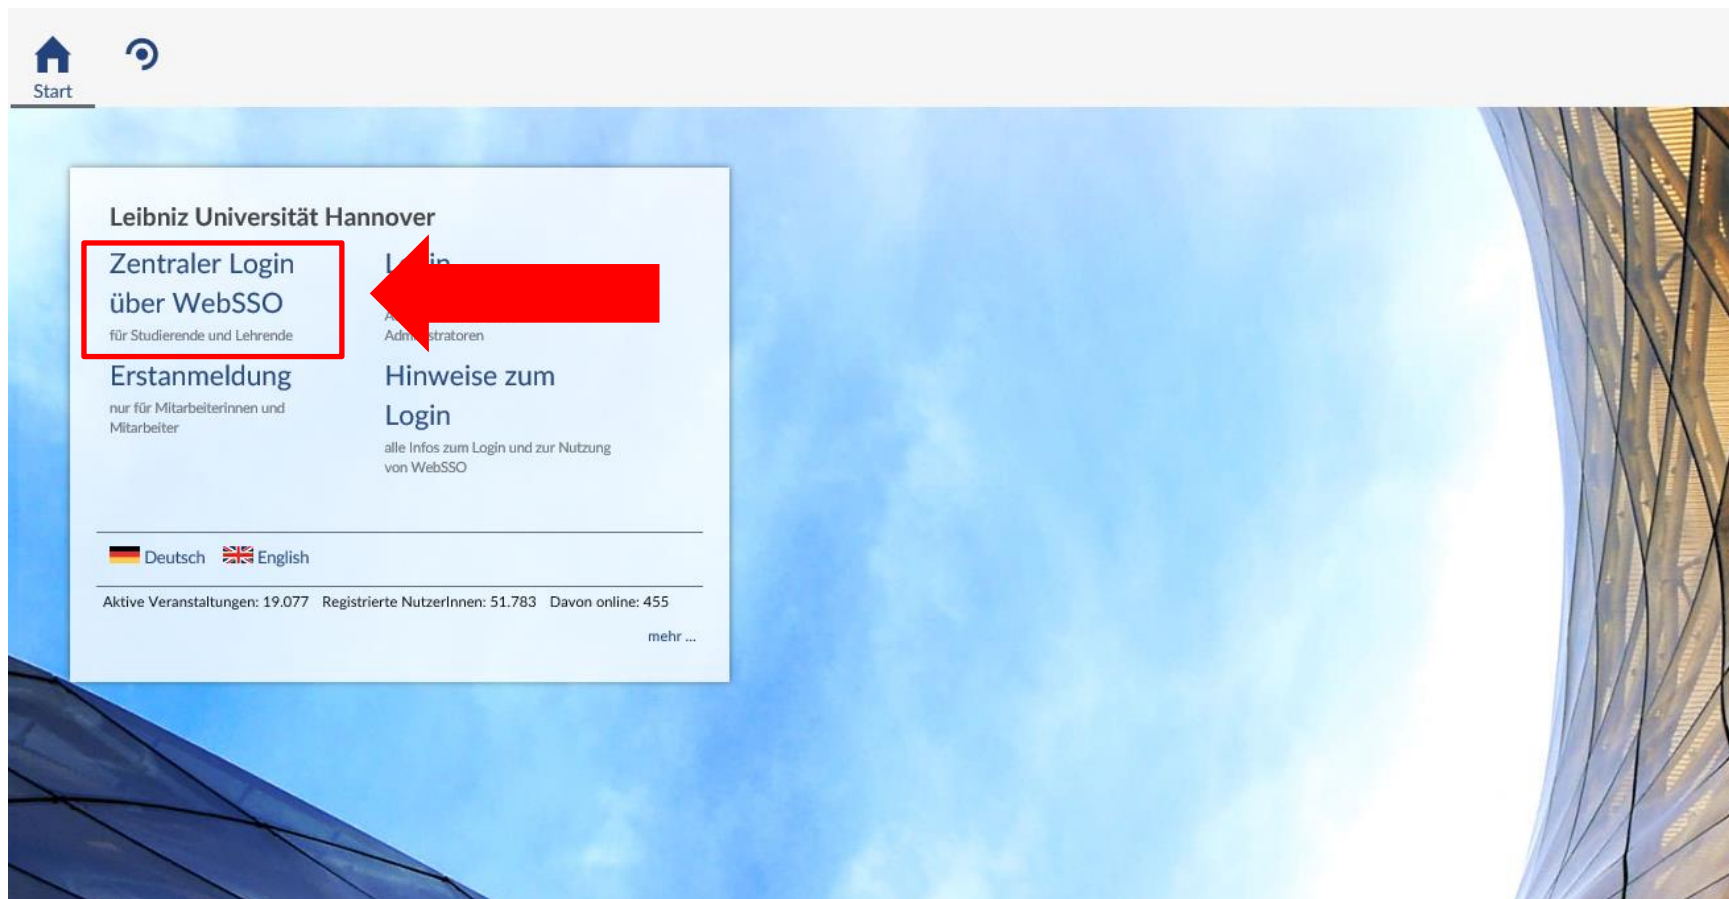 Start
Leibniz Universität Hannover
Zentraler Login
über WebSSO
für Studierende und Lehrende
Administratoren
Erstanmeldung
nur für Mitarbeiterinnen und
Mitarbeiter
Hinweise zum
Login
alle Infos zum Login und zur Nutzung
von WebSSO
Deutsch English
Aktive Veranstaltungen: 19.077 Registrierte NutzerInnen: 51.783 Davon online: 455
mehr ...